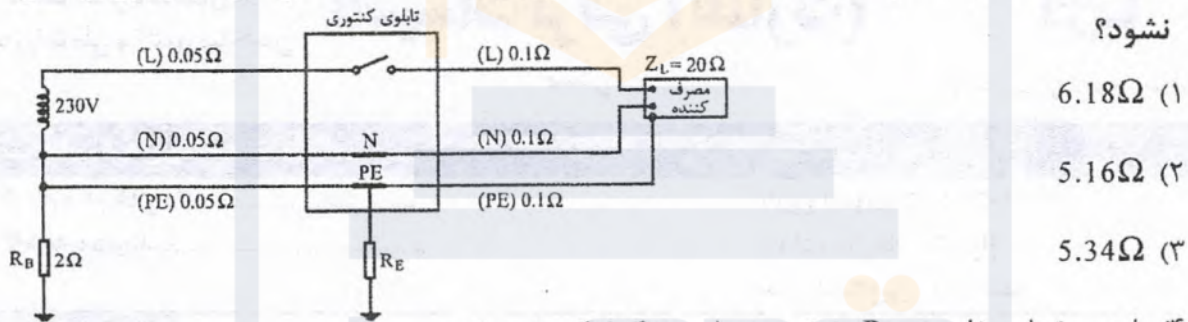 نشود؟
تابلوی کنتوری
(L) 0.05Ω
(L) 0.1Ω
Z_L = 20Ω
مصرف
کننده
230V
6.18Ω (۱
(N) 0.05Ω
N
(N) 0.1Ω
PE
5.16Ω (۲
(PE) 0.05Ω
(PE) 0.1Ω
R_B 2Ω
R_E
5.34Ω (۳